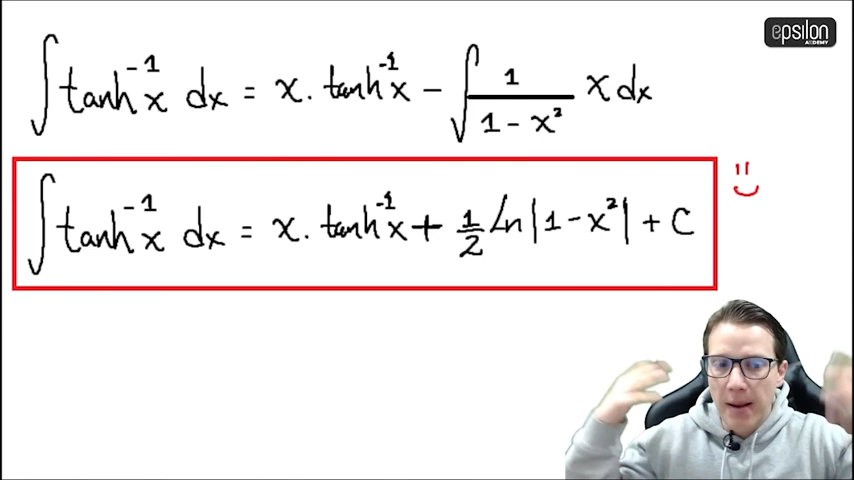 epsilon
AKDEMY
∫ tanh⁻¹x dx = x. tanh⁻¹x − ∫ 1/(1 − x²) x dx
∫ tanh⁻¹x dx = x. tanh⁻¹x + 1/2 ln|1 − x²| + C